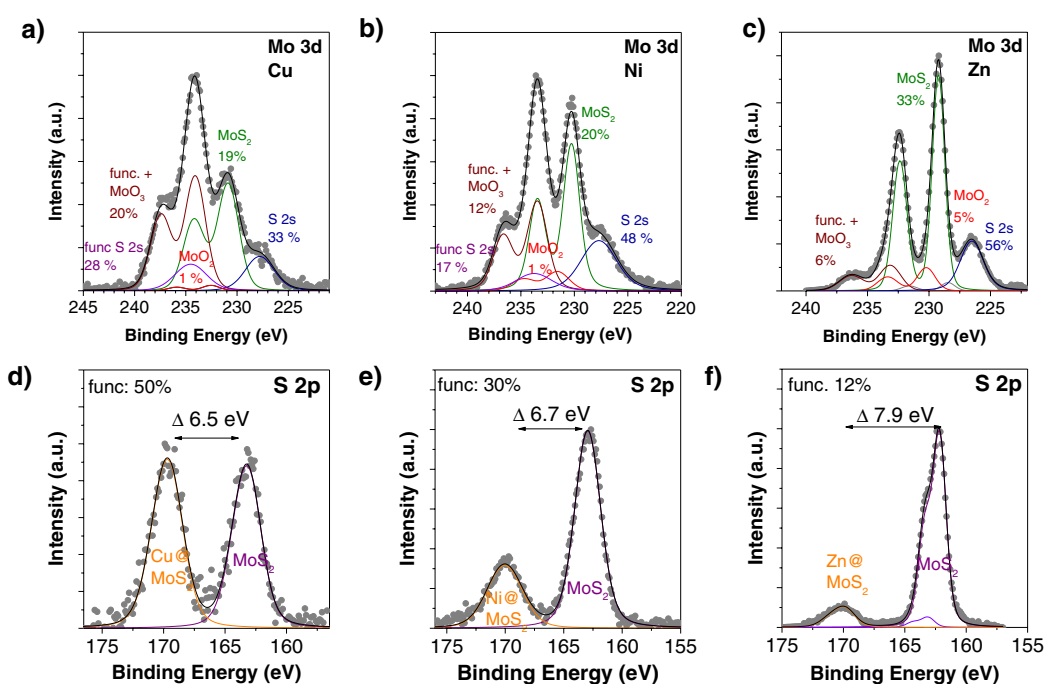 a)
Mo 3d
Cu
MoS2
19%
func. +
MoO3
20%
S 2s
33 %
func S 2s
28 %
MoO2
1 %
Intensity (a.u.)
245 240 235 230 225
Binding Energy (eV)
b)
Mo 3d
Ni
MoS2
20%
func. +
MoO3
12%
S 2s
48 %
func S 2s
17 %
MoO2
1 %
Intensity (a.u.)
240 235 230 225 220
Binding Energy (eV)
c)
Mo 3d
Zn
MoS2
33%
MoO2
5%
func. +
MoO3
6%
S 2s
56%
Intensity (a.u.)
240 235 230 225
Binding Energy (eV)
d)
func: 50%
S 2p
Δ 6.5 eV
Cu@
MoS2
MoS2
Intensity (a.u.)
175 170 165 160
Binding Energy (eV)
e)
func: 30%
S 2p
Δ 6.7 eV
Ni@
MoS2
MoS2
Intensity (a.u.)
175 170 165 160 155
Binding Energy (eV)
f)
func. 12%
S 2p
Δ 7.9 eV
Zn@
MoS2
MoS2
Intensity (a.u.)
175 170 165 160 155
Binding Energy (eV)